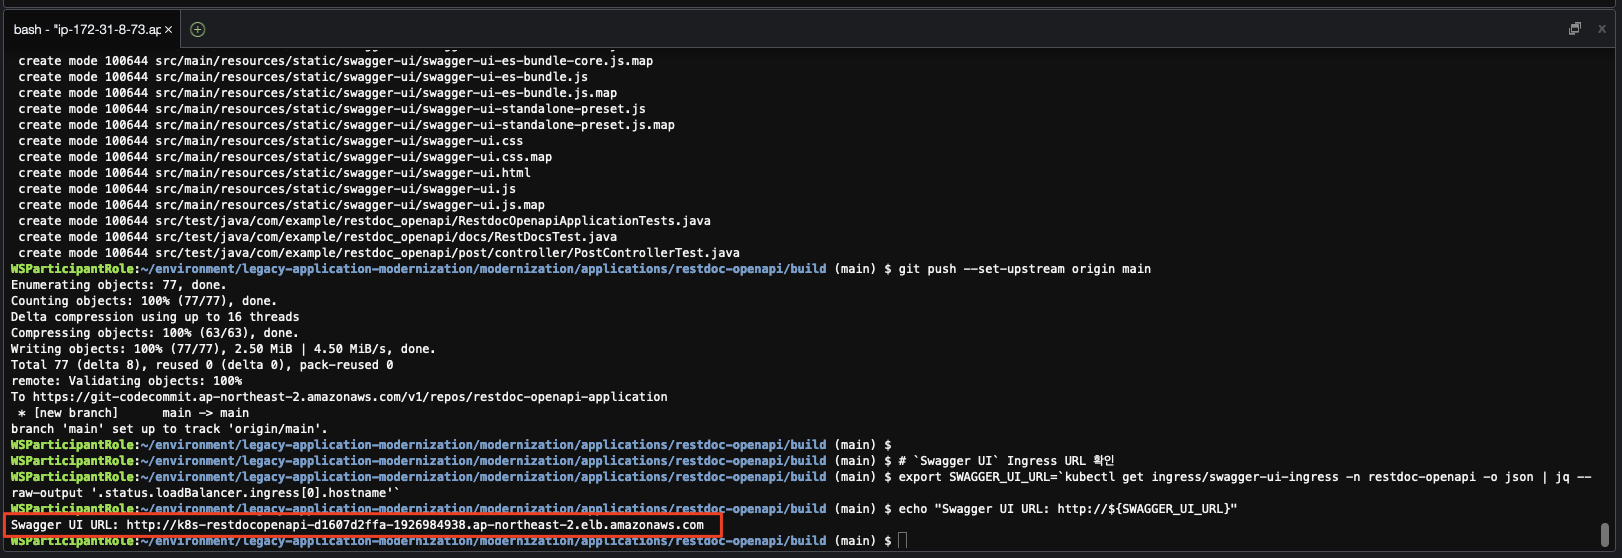 bash - "ip-172-31-8-73.ap ×
create mode 100644 src/main/resources/static/swagger-ui/swagger-ui-es-bundle-core.js.map
create mode 100644 src/main/resources/static/swagger-ui/swagger-ui-es-bundle.js
create mode 100644 src/main/resources/static/swagger-ui/swagger-ui-es-bundle.js.map
create mode 100644 src/main/resources/static/swagger-ui/swagger-ui-standalone-preset.js
create mode 100644 src/main/resources/static/swagger-ui/swagger-ui-standalone-preset.js.map
create mode 100644 src/main/resources/static/swagger-ui/swagger-ui.css
create mode 100644 src/main/resources/static/swagger-ui/swagger-ui.css.map
create mode 100644 src/main/resources/static/swagger-ui/swagger-ui.html
create mode 100644 src/main/resources/static/swagger-ui/swagger-ui.js
create mode 100644 src/main/resources/static/swagger-ui/swagger-ui.js.map
create mode 100644 src/test/java/com/example/restdoc_openapi/RestdocOpenapiApplicationTests.java
create mode 100644 src/test/java/com/example/restdoc_openapi/docs/RestDocsTest.java
create mode 100644 src/test/java/com/example/restdoc_openapi/post/controller/PostControllerTest.java
WSParticipantRole:~/environment/legacy-application-modernization/modernization/applications/restdoc-openapi/build (main) $ git push --set-upstream origin main
Enumerating objects: 77, done.
Counting objects: 100% (77/77), done.
Delta compression using up to 16 threads
Compressing objects: 100% (63/63), done.
Writing objects: 100% (77/77), 2.50 MiB | 4.50 MiB/s, done.
Total 77 (delta 8), reused 0 (delta 0), pack-reused 0
remote: Validating objects: 100%
To https://git-codecommit.ap-northeast-2.amazonaws.com/v1/repos/restdoc-openapi-application
* [new branch]      main -> main
branch 'main' set up to track 'origin/main'.
WSParticipantRole:~/environment/legacy-application-modernization/modernization/applications/restdoc-openapi/build (main) $
WSParticipantRole:~/environment/legacy-application-modernization/modernization/applications/restdoc-openapi/build (main) $ # `Swagger UI` Ingress URL 확인
WSParticipantRole:~/environment/legacy-application-modernization/modernization/applications/restdoc-openapi/build (main) $ export SWAGGER_UI_URL=`kubectl get ingress/swagger-ui-ingress -n restdoc-openapi -o json | jq --
raw-output '.status.loadBalancer.ingress[0].hostname'`
WSParticipantRole:~/environment/legacy-application-modernization/modernization/applications/restdoc-openapi/build (main) $ echo "Swagger UI URL: http://${SWAGGER_UI_URL}"
Swagger UI URL: http://k8s-restdocopenapi-d1607d2ffa-1926984938.ap-northeast-2.elb.amazonaws.com
WSParticipantRole:~/environment/legacy-application-modernization/modernization/applications/restdoc-openapi/build (main) $